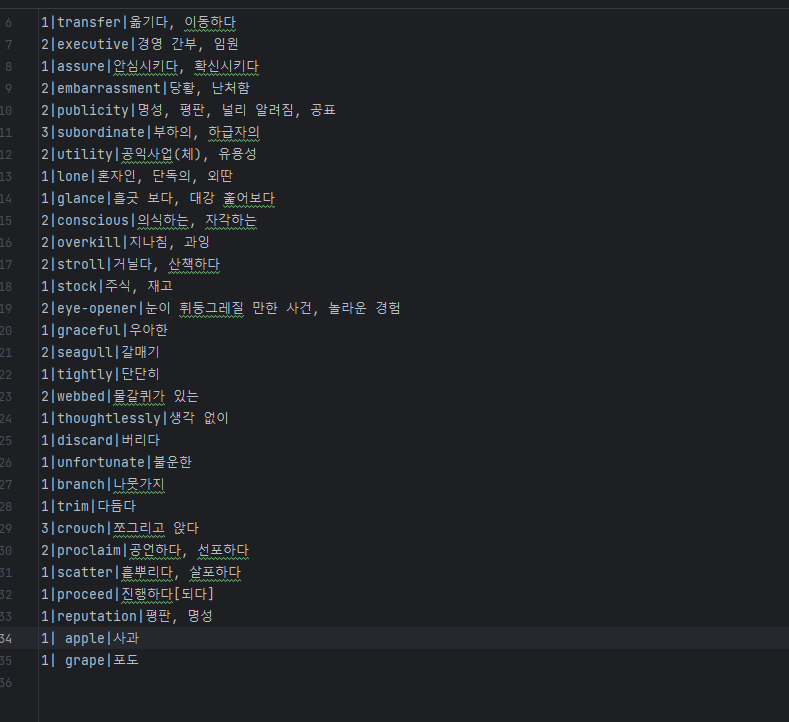 6 1|transfer|옮기다, 이동하다
7 2|executive|경영 간부, 임원
8 1|assure|안심시키다, 확신시키다
9 2|embarrassment|당황, 난처함
10 2|publicity|명성, 평판, 널리 알려짐, 공표
11 3|subordinate|부하의, 하급자의
12 2|utility|공익사업(체), 유용성
13 1|lone|혼자인, 단독의, 외딴
14 1|glance|흘긋 보다, 대강 훑어보다
15 2|conscious|의식하는, 자각하는
16 2|overkill|지나침, 과잉
17 2|stroll|거닐다, 산책하다
18 1|stock|주식, 재고
19 2|eye-opener|눈이 휘둥그레질 만한 사건, 놀라운 경험
20 1|graceful|우아한
21 2|seagull|갈매기
22 1|tightly|단단히
23 2|webbed|물갈퀴가 있는
24 1|thoughtlessly|생각 없이
25 1|discard|버리다
26 1|unfortunate|불운한
27 1|branch|나뭇가지
28 1|trim|다듬다
29 3|crouch|쪼그리고 앉다
30 2|proclaim|공언하다, 선포하다
31 1|scatter|흩뿌리다, 살포하다
32 1|proceed|진행하다[되다]
33 1|reputation|평판, 명성
34 1| apple|사과
35 1| grape|포도
36